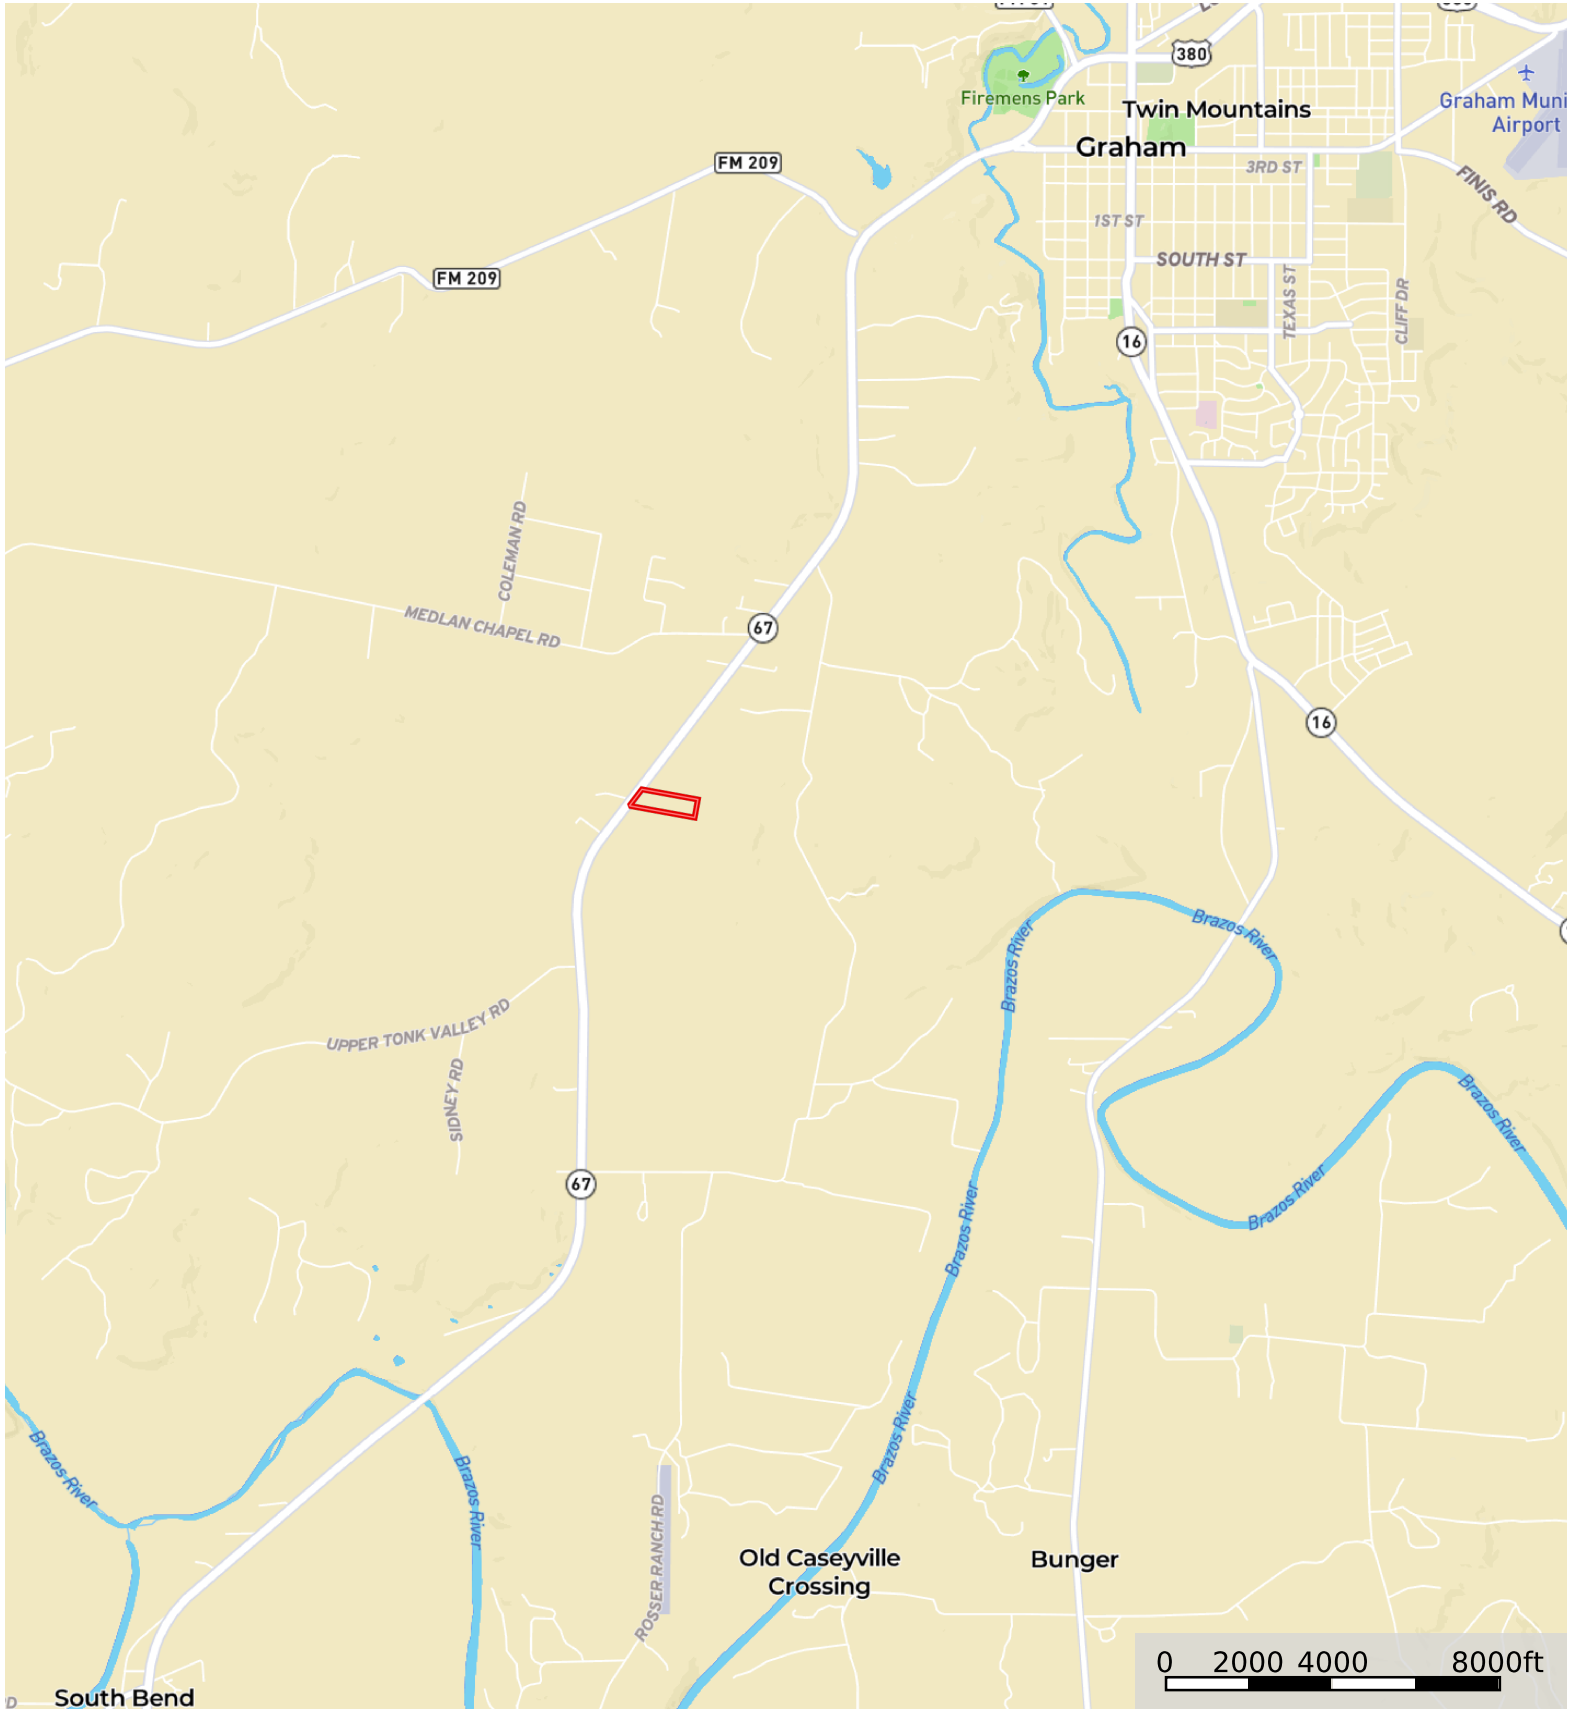 380
Firemens Park
Twin Mountains
Graham Muni
Airport
Graham
FM 209
3RD ST
FINIS RD
1ST ST
SOUTH ST
FM 209
TEXAS ST
CLIFF DR
16
COLEMAN RD
MEDLAN CHAPEL RD
67
16
Brazos River
Brazos River
UPPER TONK VALLEY RD
SIDNEY RD
Brazos River
67
Brazos River
Brazos River
Brazos River
Brazos River
Brazos River
ROSSER RANCH RD
Old Caseyville
Crossing
Bunger
0 2000 4000 8000ft
South Bend